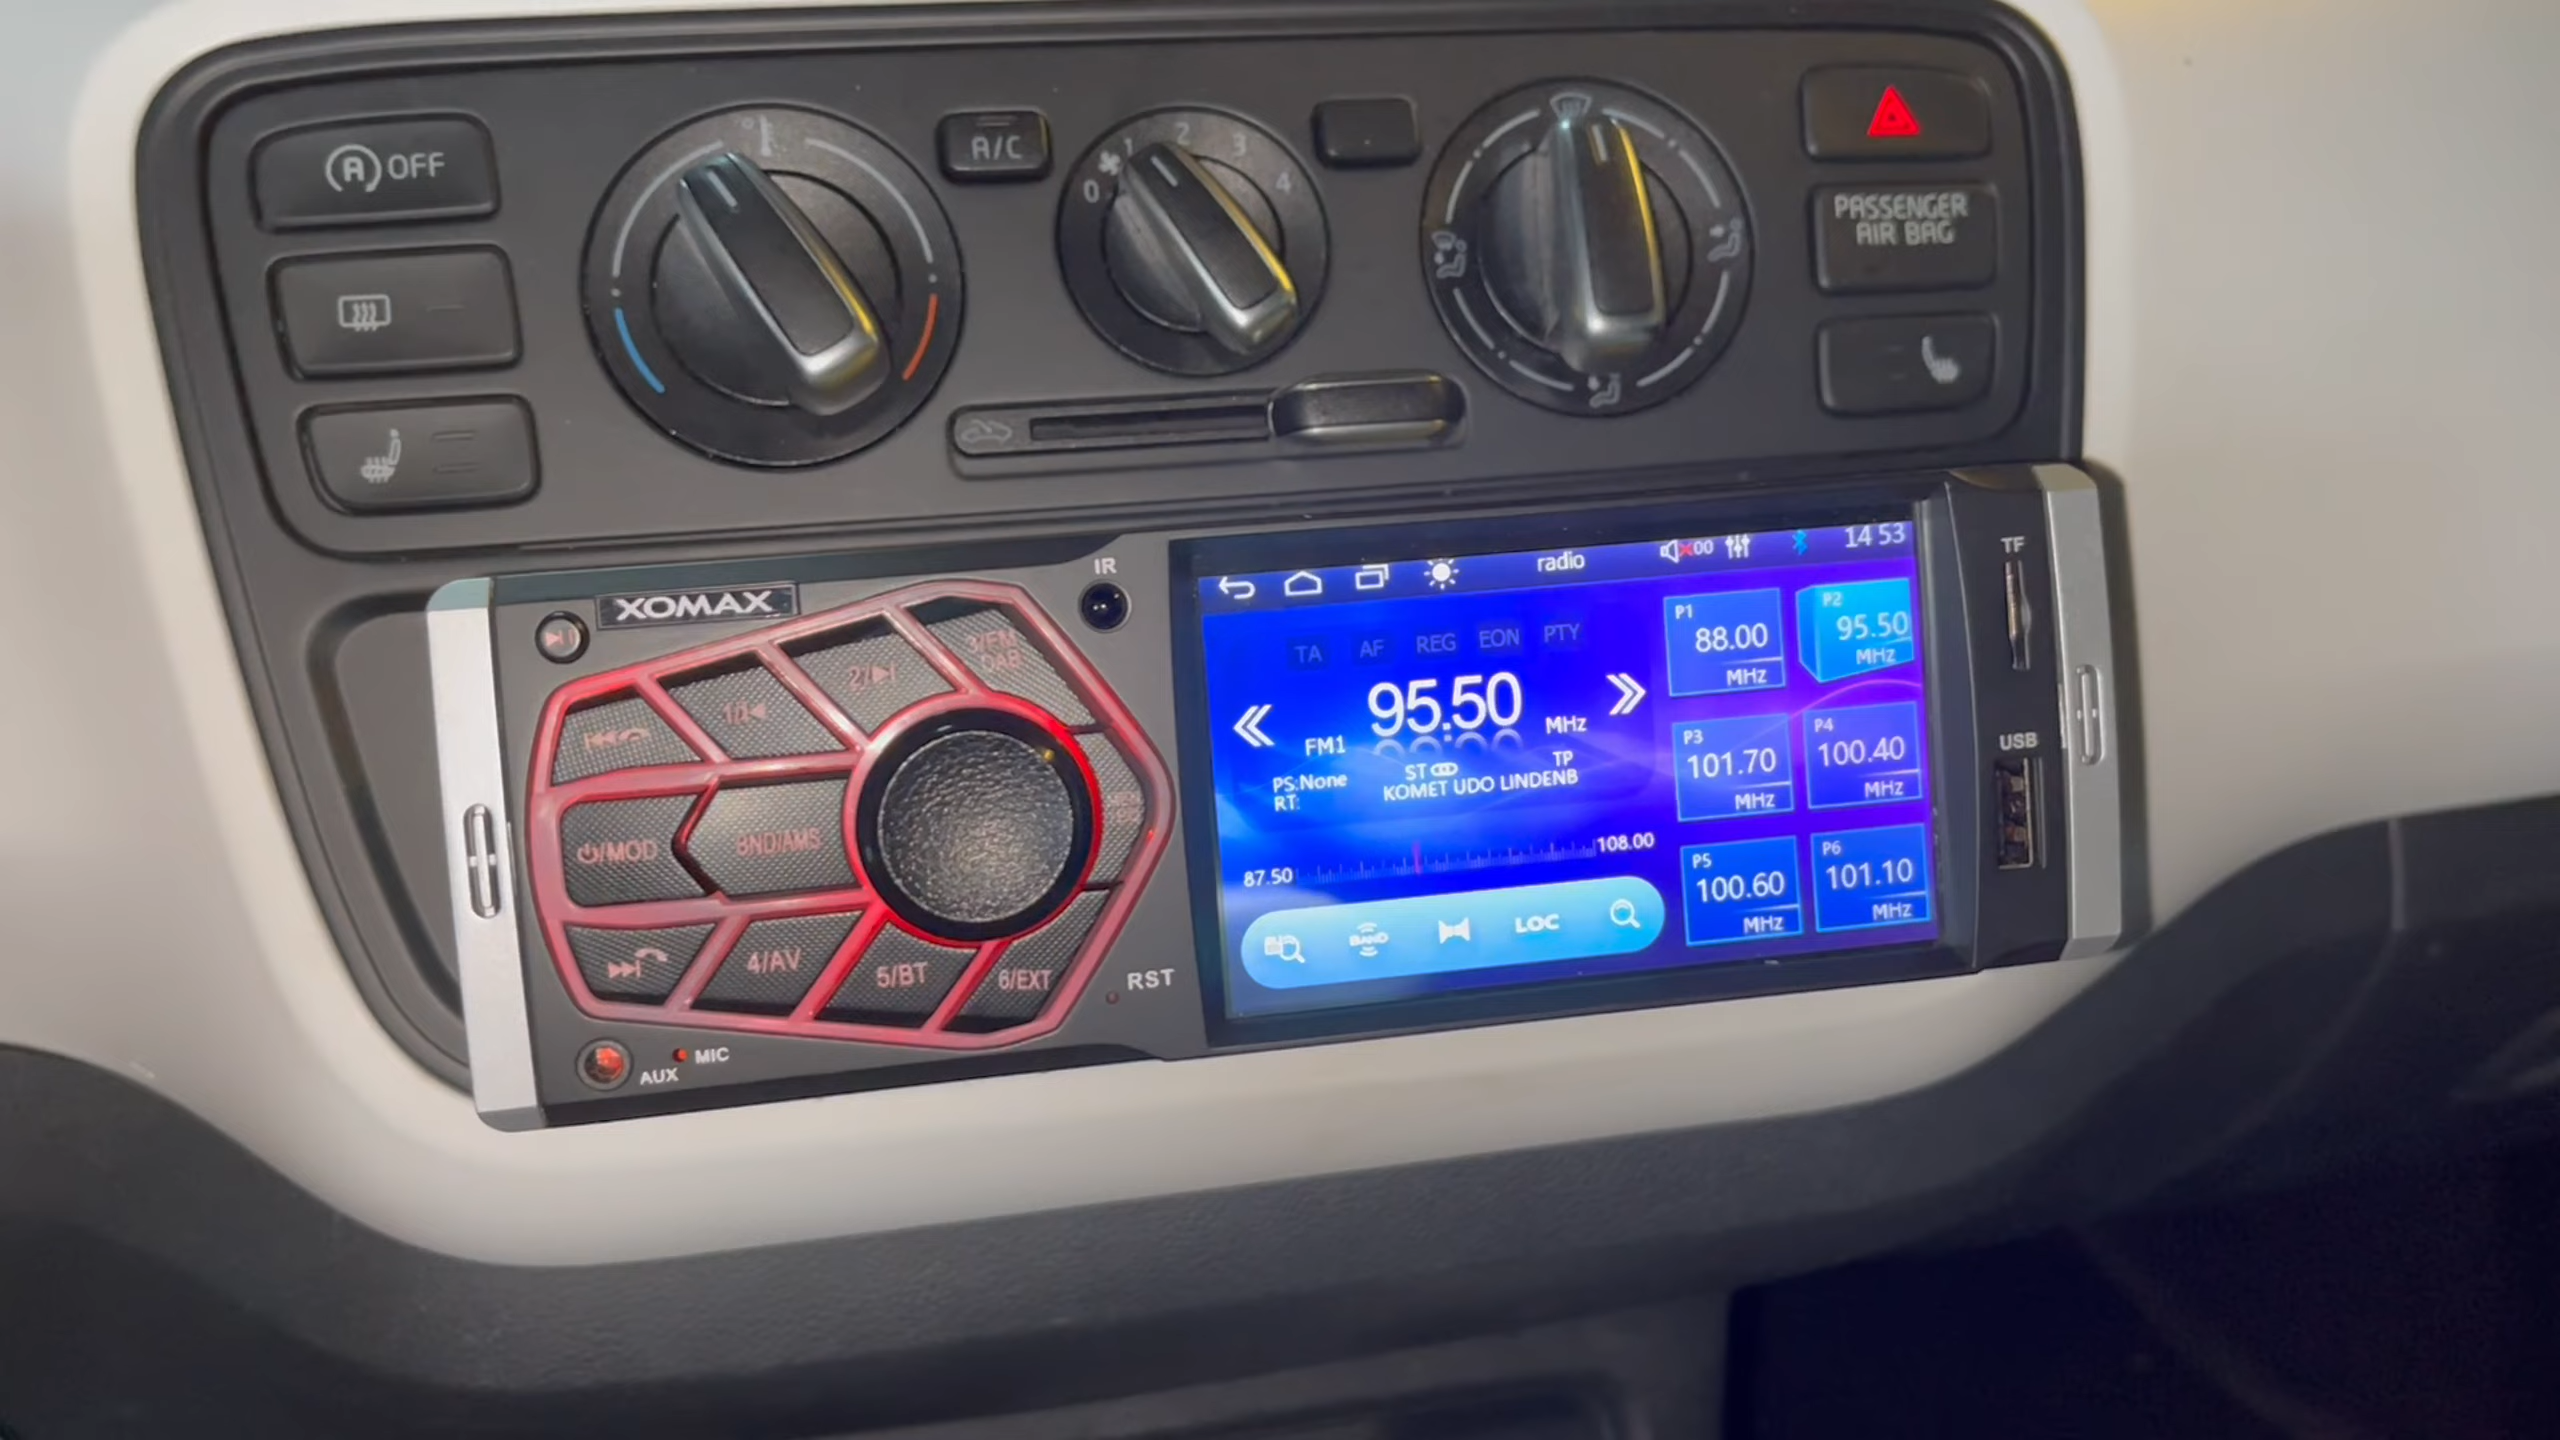 OFF
A/C
0
1
2
3
4
PASSENGER
AIR BAG
XOMAX
IR
2/
DAB
/MOD
BND/AMS
4/AV
5/BT
6/EXT
RST
AUX
MIC
radio
00
14 53
TA AF REG EON PTY
95.50 MHz
FM1
ST TP
PS:None
RT:
KOMET UDO LINDENB
87.50
108.00
BAND
LOC
P1
88.00
MHz
P2
95.50
MHz
P3
101.70
MHz
P4
100.40
MHz
P5
100.60
MHz
P6
101.10
MHz
TF
USB